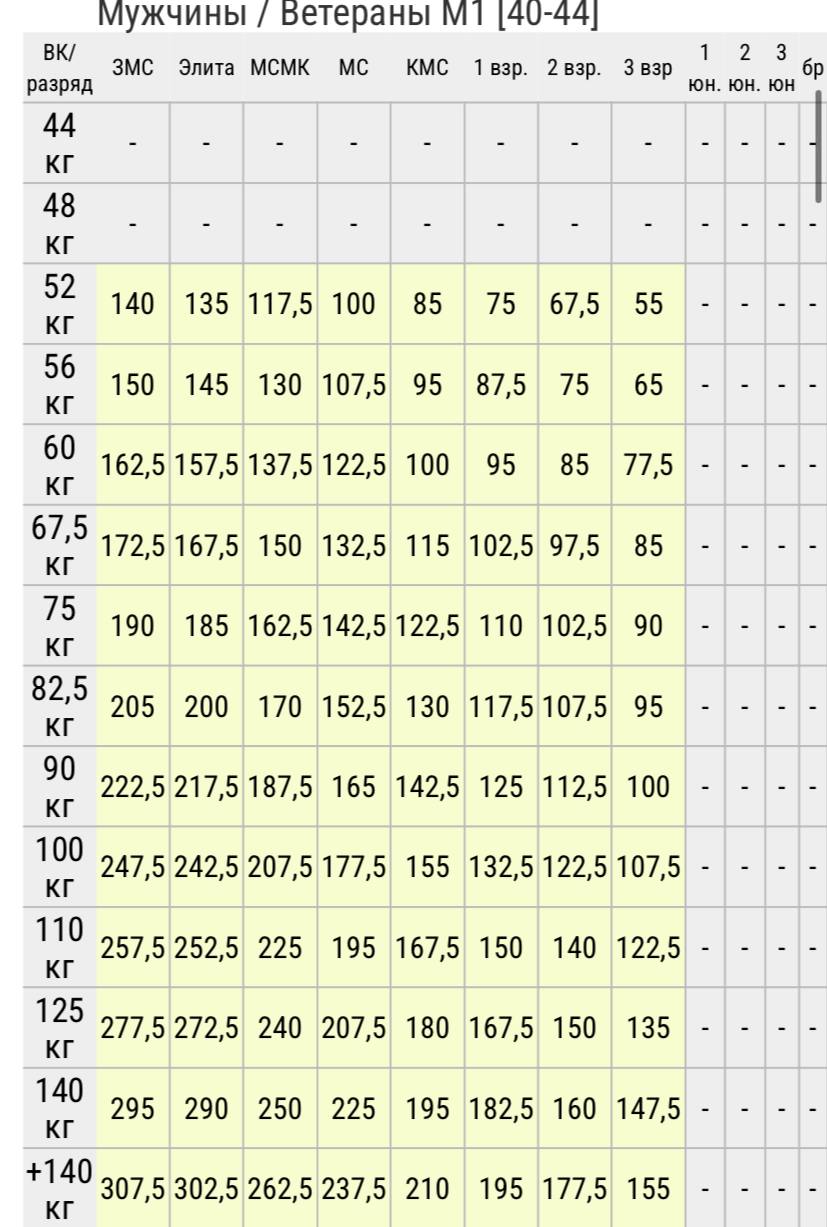 Мужчины / Ветераны М1 [40-44]
ВК/разряд ЗМС Элита МСМК МС КМС 1 взр. 2 взр. 3 взр 1 юн. 2 юн. 3 юн бр
44 кг - - - - - - - - - - - -
48 кг - - - - - - - - - - - -
52 кг 140 135 117,5 100 85 75 67,5 55 - - - -
56 кг 150 145 130 107,5 95 87,5 75 65 - - - -
60 кг 162,5 157,5 137,5 122,5 100 95 85 77,5 - - - -
67,5 кг 172,5 167,5 150 132,5 115 102,5 97,5 85 - - - -
75 кг 190 185 162,5 142,5 122,5 110 102,5 90 - - - -
82,5 кг 205 200 170 152,5 130 117,5 107,5 95 - - - -
90 кг 222,5 217,5 187,5 165 142,5 125 112,5 100 - - - -
100 кг 247,5 242,5 207,5 177,5 155 132,5 122,5 107,5 - - - -
110 кг 257,5 252,5 225 195 167,5 150 140 122,5 - - - -
125 кг 277,5 272,5 240 207,5 180 167,5 150 135 - - - -
140 кг 295 290 250 225 195 182,5 160 147,5 - - - -
+140 кг 307,5 302,5 262,5 237,5 210 195 177,5 155 - - - -